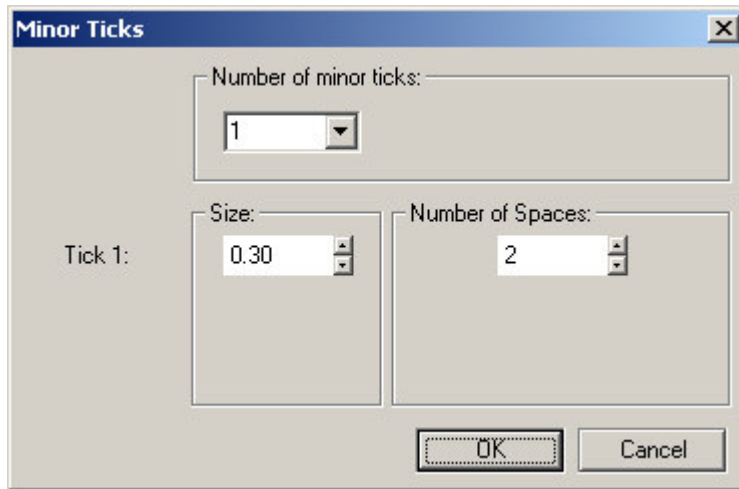 Minor Ticks
Number of minor ticks:
1
Size:
Number of Spaces:
Tick 1:
0.30
2
OK
Cancel